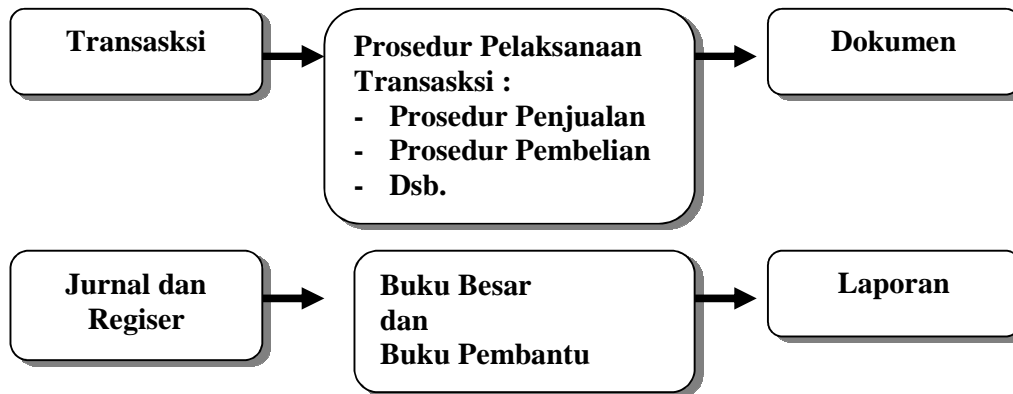 Transasksi
Prosedur Pelaksanaan
Transasksi :
- Prosedur Penjualan
- Prosedur Pembelian
- Dsb.
Dokumen
Jurnal dan
Regiser
Buku Besar
dan
Buku Pembantu
Laporan